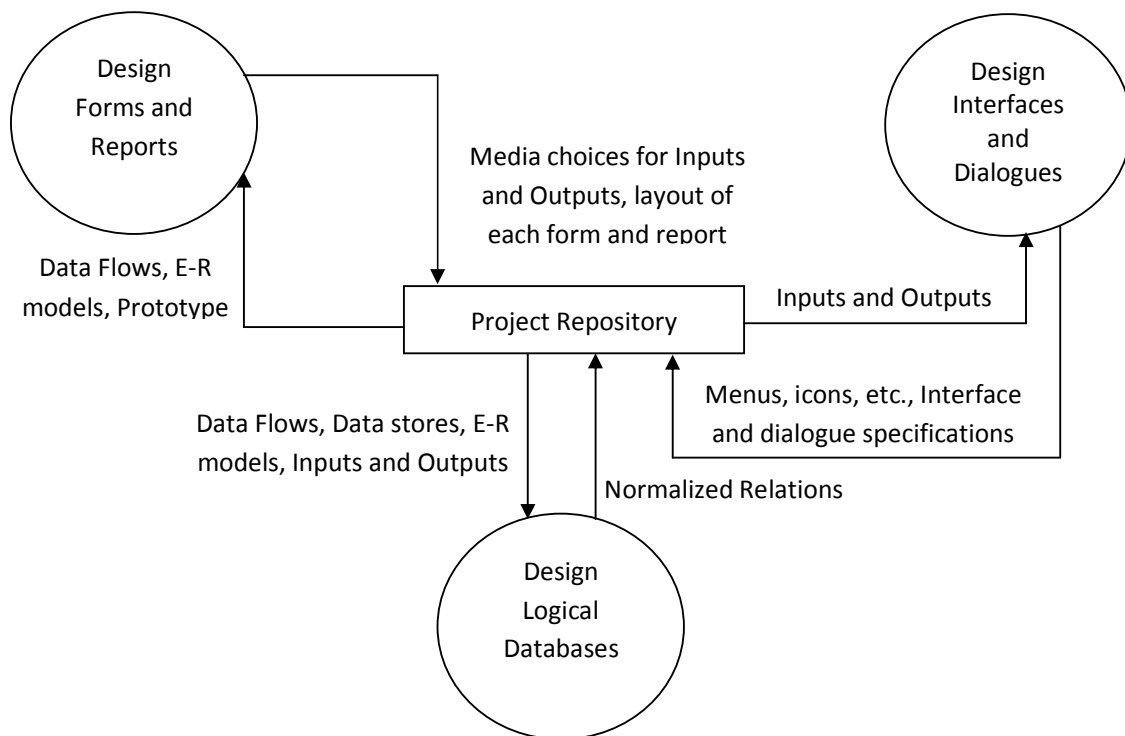 Design
Forms and
Reports
Design
Interfaces
and
Dialogues
Media choices for Inputs
and Outputs, layout of
each form and report
Data Flows, E-R
models, Prototype
Project Repository
Inputs and Outputs
Menus, icons, etc., Interface
and dialogue specifications
Data Flows, Data stores, E-R
models, Inputs and Outputs
Normalized Relations
Design
Logical
Databases